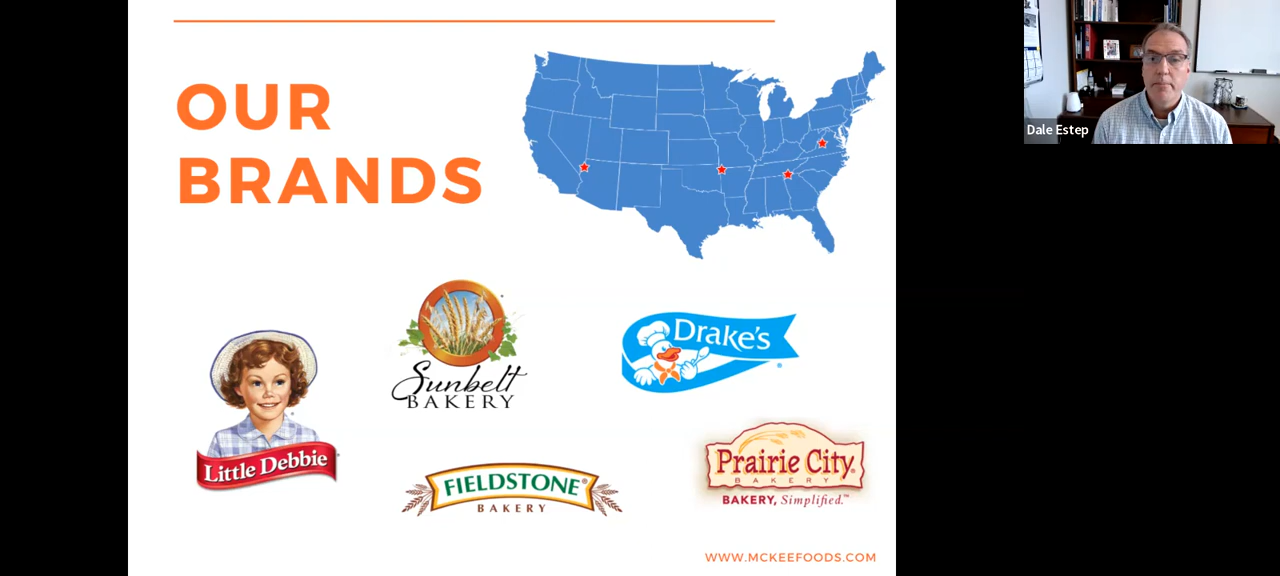 OUR
BRANDS
Dale Estep
Sunbelt
BAKERY
Drake's
Little Debbie
FIELDSTONE®
BAKERY
Prairie City®
BAKERY
BAKERY, Simplified.™
WWW.MCKEEFOODS.COM